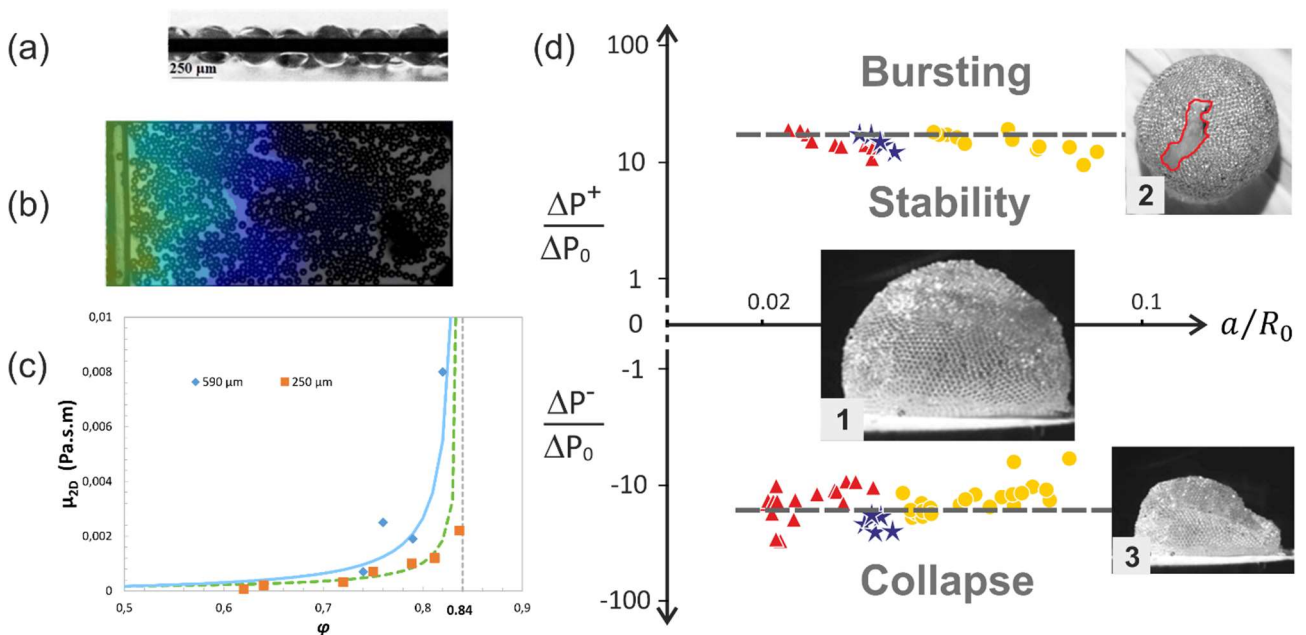 (a)
250 µm
(b)
(c)
0,01
0,008
0,006
0,004
0,002
0
µ2D (Pa.s.m)
590 µm
250 µm
0,5
0,6
0,7
0,8
0.84
0,9
φ
(d)
100
Bursting
10
2
ΔP+
ΔP0
Stability
1
0.02
0.1
0
a/R0
-1
1
ΔP-
ΔP0
-10
3
Collapse
-100